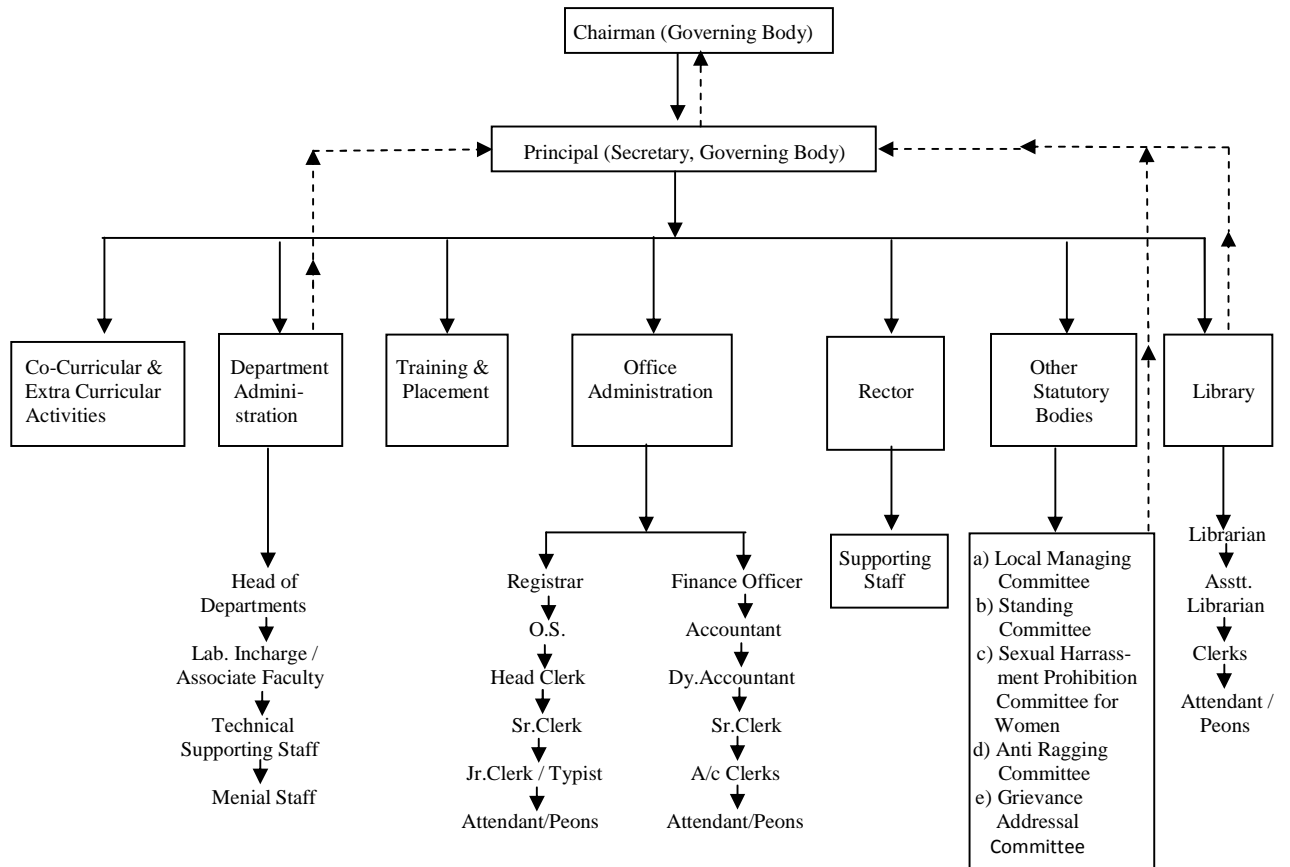 Chairman (Governing Body)
Principal (Secretary, Governing Body)
Co-Curricular &
Extra Curricular
Activities
Department
Admini-
stration
Training &
Placement
Office
Administration
Rector
Other
Statutory
Bodies
Library
Head of
Departments
Lab. Incharge /
Associate Faculty
Technical
Supporting Staff
Menial Staff
Registrar
O.S.
Head Clerk
Sr.Clerk
Jr.Clerk / Typist
Attendant/Peons
Finance Officer
Accountant
Dy.Accountant
Sr.Clerk
A/c Clerks
Attendant/Peons
Supporting
Staff
a) Local Managing
Committee
b) Standing
Committee
c) Sexual Harrass-
ment Prohibition
Committee for
Women
d) Anti Ragging
Committee
e) Grievance
Addressal
Committee
Librarian
Asstt.
Librarian
Clerks
Attendant /
Peons